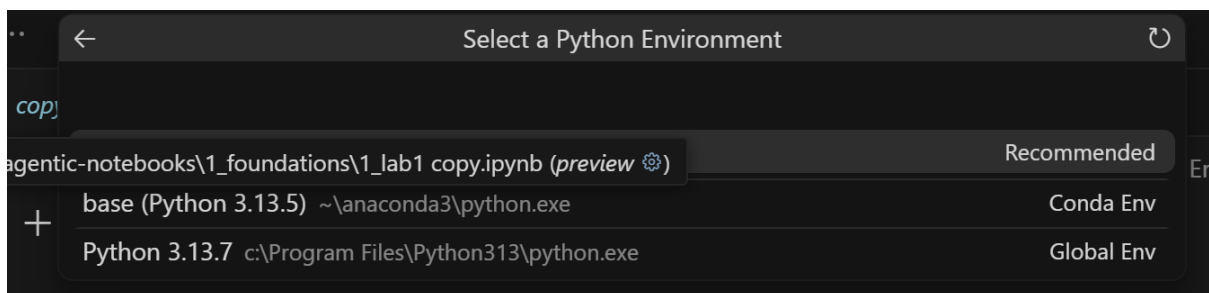 Select a Python Environment
copy
agentic-notebooks\1_foundations\1_lab1 copy.ipynb (preview ) Recommended
base (Python 3.13.5) ~\anaconda3\python.exe Conda Env
Python 3.13.7 c:\Program Files\Python313\python.exe Global Env